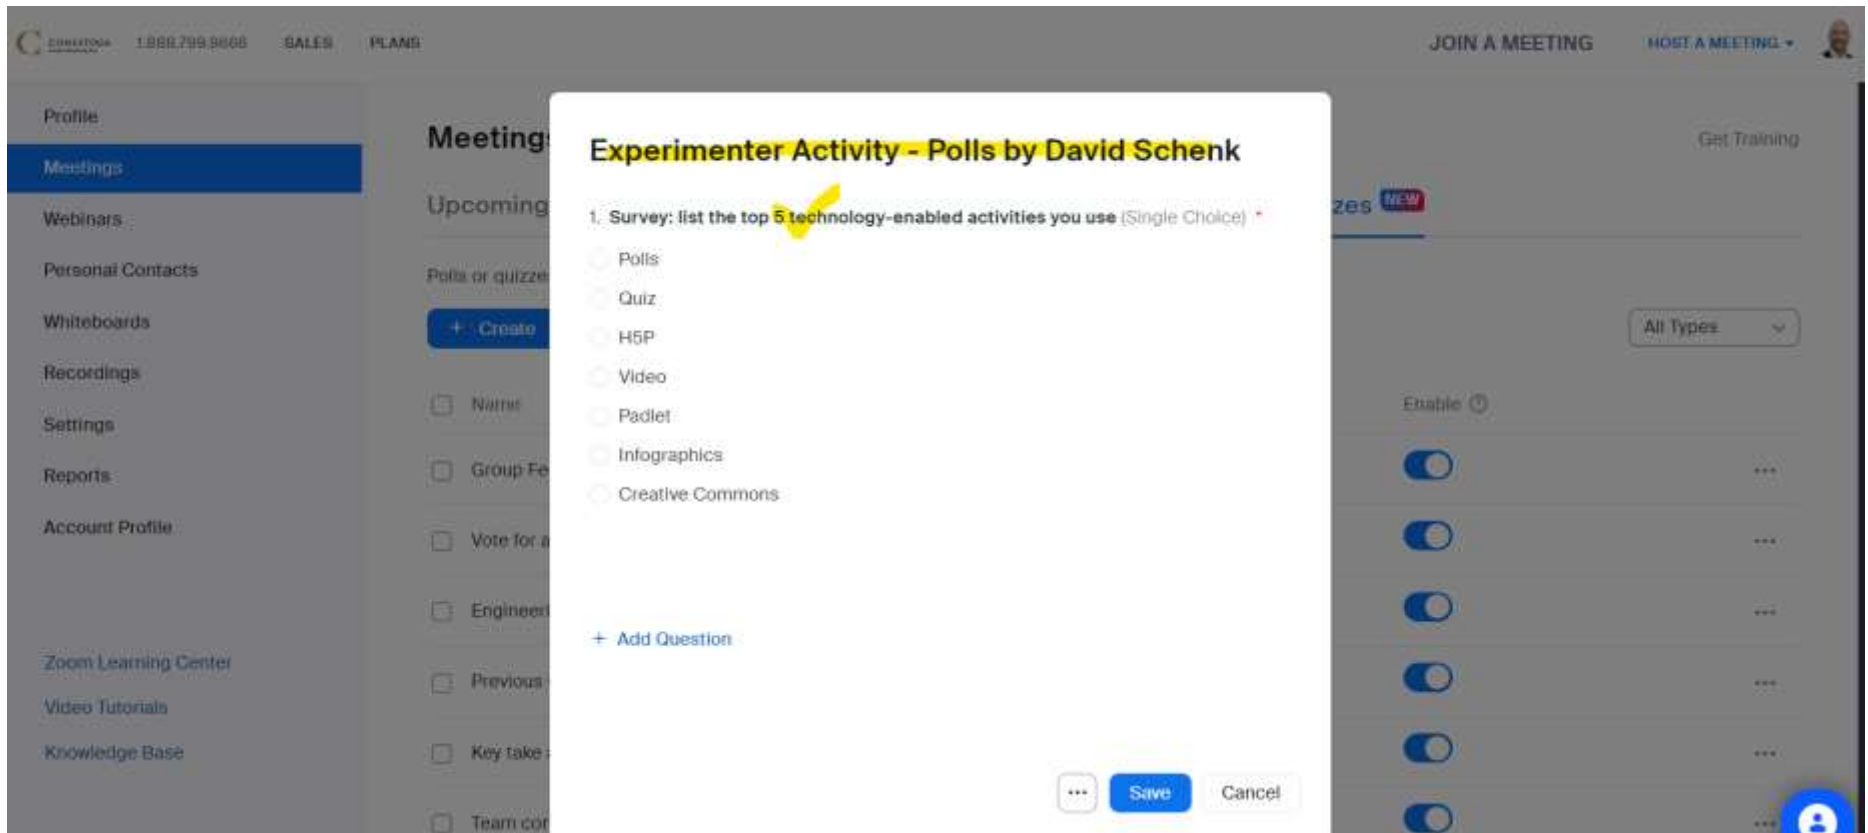 CONESTOGA 1.888.799.9666 SALES PLANS JOIN A MEETING HOST A MEETING
Profile
Meetings
Webinars
Personal Contacts
Whiteboards
Recordings
Settings
Reports
Account Profile
Zoom Learning Center
Video Tutorials
Knowledge Base
Meetings
Get Training
Upcoming
zes NEW
Polls or quizze
+ Create
All Types
Name
Enable
Group Fe
Vote for a
Engineeri
Previous
Key take
Team cor
Experimenter Activity - Polls by David Schenk
1. Survey: list the top 5 technology-enabled activities you use (Single Choice) *
Polls
Quiz
H5P
Video
Padlet
Infographics
Creative Commons
+ Add Question
... Save Cancel